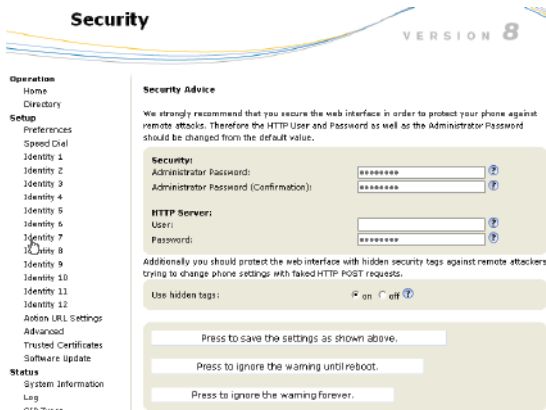 Security
VERSION 8
Operation
Home
Directory
Setup
Preferences
Speed Dial
Identity 1
Identity 2
Identity 3
Identity 4
Identity 5
Identity 6
Identity 7
Identity 8
Identity 9
Identity 10
Identity 11
Identity 12
Action URL Settings
Advanced
Trusted Certificates
Software Update
Status
System Information
Log
Security Advice
We strongly recommend that you secure the web interface in order to protect your phone against
remote attacks. Therefore the HTTP User and Password as well as the Administrator Password
should be changed from the default value.
Security:
Administrator Password:
Administrator Password (Confirmation):
HTTP Server:
User:
Password:
Additionally you should protect the web interface with hidden security tags against remote attackers
trying to change phone settings with faked HTTP POST requests.
Use hidden tags: on off
Press to save the settings as shown above.
Press to ignore the warning until reboot.
Press to ignore the warning forever.